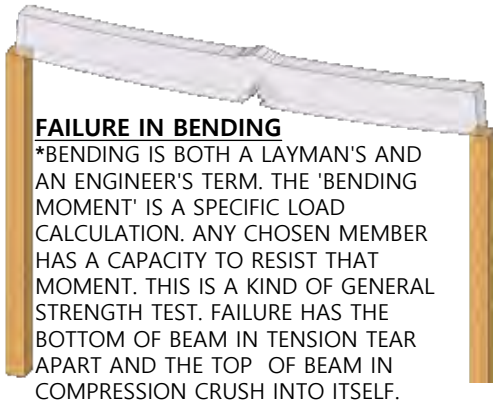 FAILURE IN BENDING
*BENDING IS BOTH A LAYMAN'S AND
AN ENGINEER'S TERM. THE 'BENDING
MOMENT' IS A SPECIFIC LOAD
CALCULATION. ANY CHOSEN MEMBER
HAS A CAPACITY TO RESIST THAT
MOMENT. THIS IS A KIND OF GENERAL
STRENGTH TEST. FAILURE HAS THE
BOTTOM OF BEAM IN TENSION TEAR
APART AND THE TOP OF BEAM IN
COMPRESSION CRUSH INTO ITSELF.